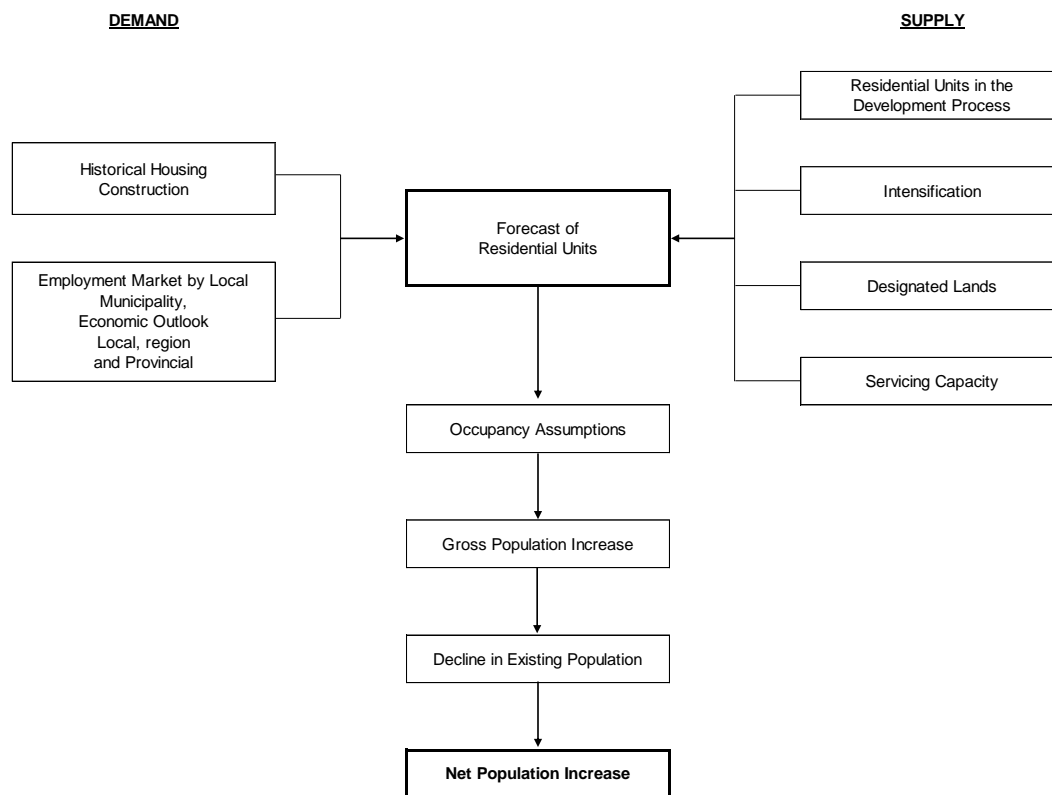 DEMAND
SUPPLY
Residential Units in the
Development Process
Historical Housing
Construction
Intensification
Forecast of
Residential Units
Employment Market by Local
Municipality,
Economic Outlook
Local, region
and Provincial
Designated Lands
Servicing Capacity
Occupancy Assumptions
Gross Population Increase
Decline in Existing Population
Net Population Increase